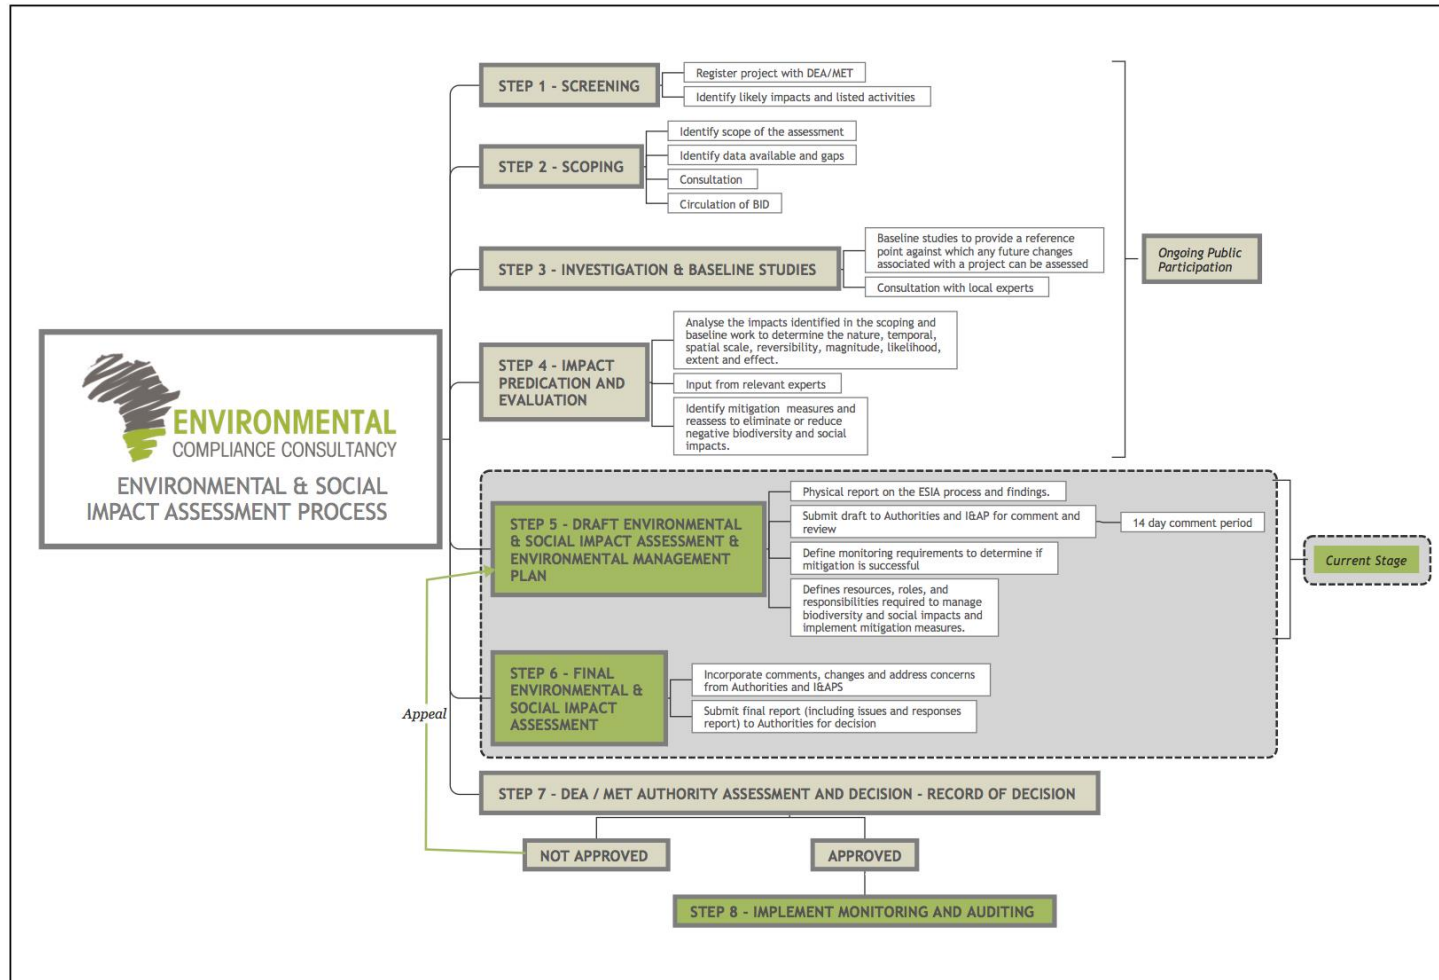 STEP 1 - SCREENING
Register project with DEA/MET
Identify likely impacts and listed activities
STEP 2 - SCOPING
Identify scope of the assessment
Identify data available and gaps
Consultation
Circulation of BID
STEP 3 - INVESTIGATION & BASELINE STUDIES
Baseline studies to provide a reference
point against which any future changes
associated with a project can be assessed
Consultation with local experts
Ongoing Public
Participation
STEP 4 - IMPACT
PREDICATION AND
EVALUATION
Analyse the impacts identified in the scoping and
baseline work to determine the nature, temporal,
spatial scale, reversibility, magnitude, likelihood,
extent and effect.
Input from relevant experts
Identify mitigation measures and
reassess to eliminate or reduce
negative biodiversity and social
impacts.
ENVIRONMENTAL
COMPLIANCE CONSULTANCY
ENVIRONMENTAL & SOCIAL
IMPACT ASSESSMENT PROCESS
STEP 5 - DRAFT ENVIRONMENTAL
& SOCIAL IMPACT ASSESSMENT &
ENVIRONMENTAL MANAGEMENT
PLAN
Physical report on the ESIA process and findings.
Submit draft to Authorities and I&AP for comment and
review
14 day comment period
Define monitoring requirements to determine if
mitigation is successful
Defines resources, roles, and
responsibilities required to manage
biodiversity and social impacts and
implement mitigation measures.
Current Stage
STEP 6 - FINAL
ENVIRONMENTAL &
SOCIAL IMPACT
ASSESSMENT
Incorporate comments, changes and address concerns
from Authorities and I&APS
Submit final report (including issues and responses
report) to Authorities for decision
Appeal
STEP 7 - DEA / MET AUTHORITY ASSESSMENT AND DECISION - RECORD OF DECISION
NOT APPROVED
APPROVED
STEP 8 - IMPLEMENT MONITORING AND AUDITING